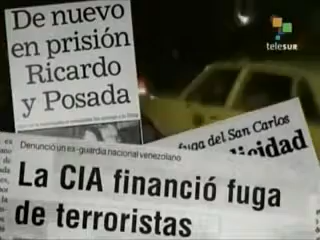 De nuevo
en prisión
Ricardo
y Posada
teleSUR
fuga del San Carlos
licidad
Denunció un ex-guardia nacional venezolano
La CIA financió fuga
de terroristas